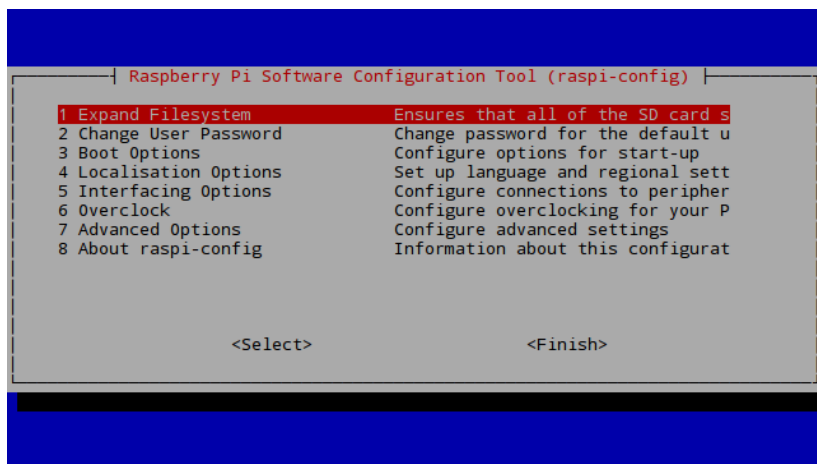 Raspberry Pi Software Configuration Tool (raspi-config)
1 Expand Filesystem Ensures that all of the SD card s
2 Change User Password Change password for the default u
3 Boot Options Configure options for start-up
4 Localisation Options Set up language and regional sett
5 Interfacing Options Configure connections to peripher
6 Overclock Configure overclocking for your P
7 Advanced Options Configure advanced settings
8 About raspi-config Information about this configurat
<Select> <Finish>